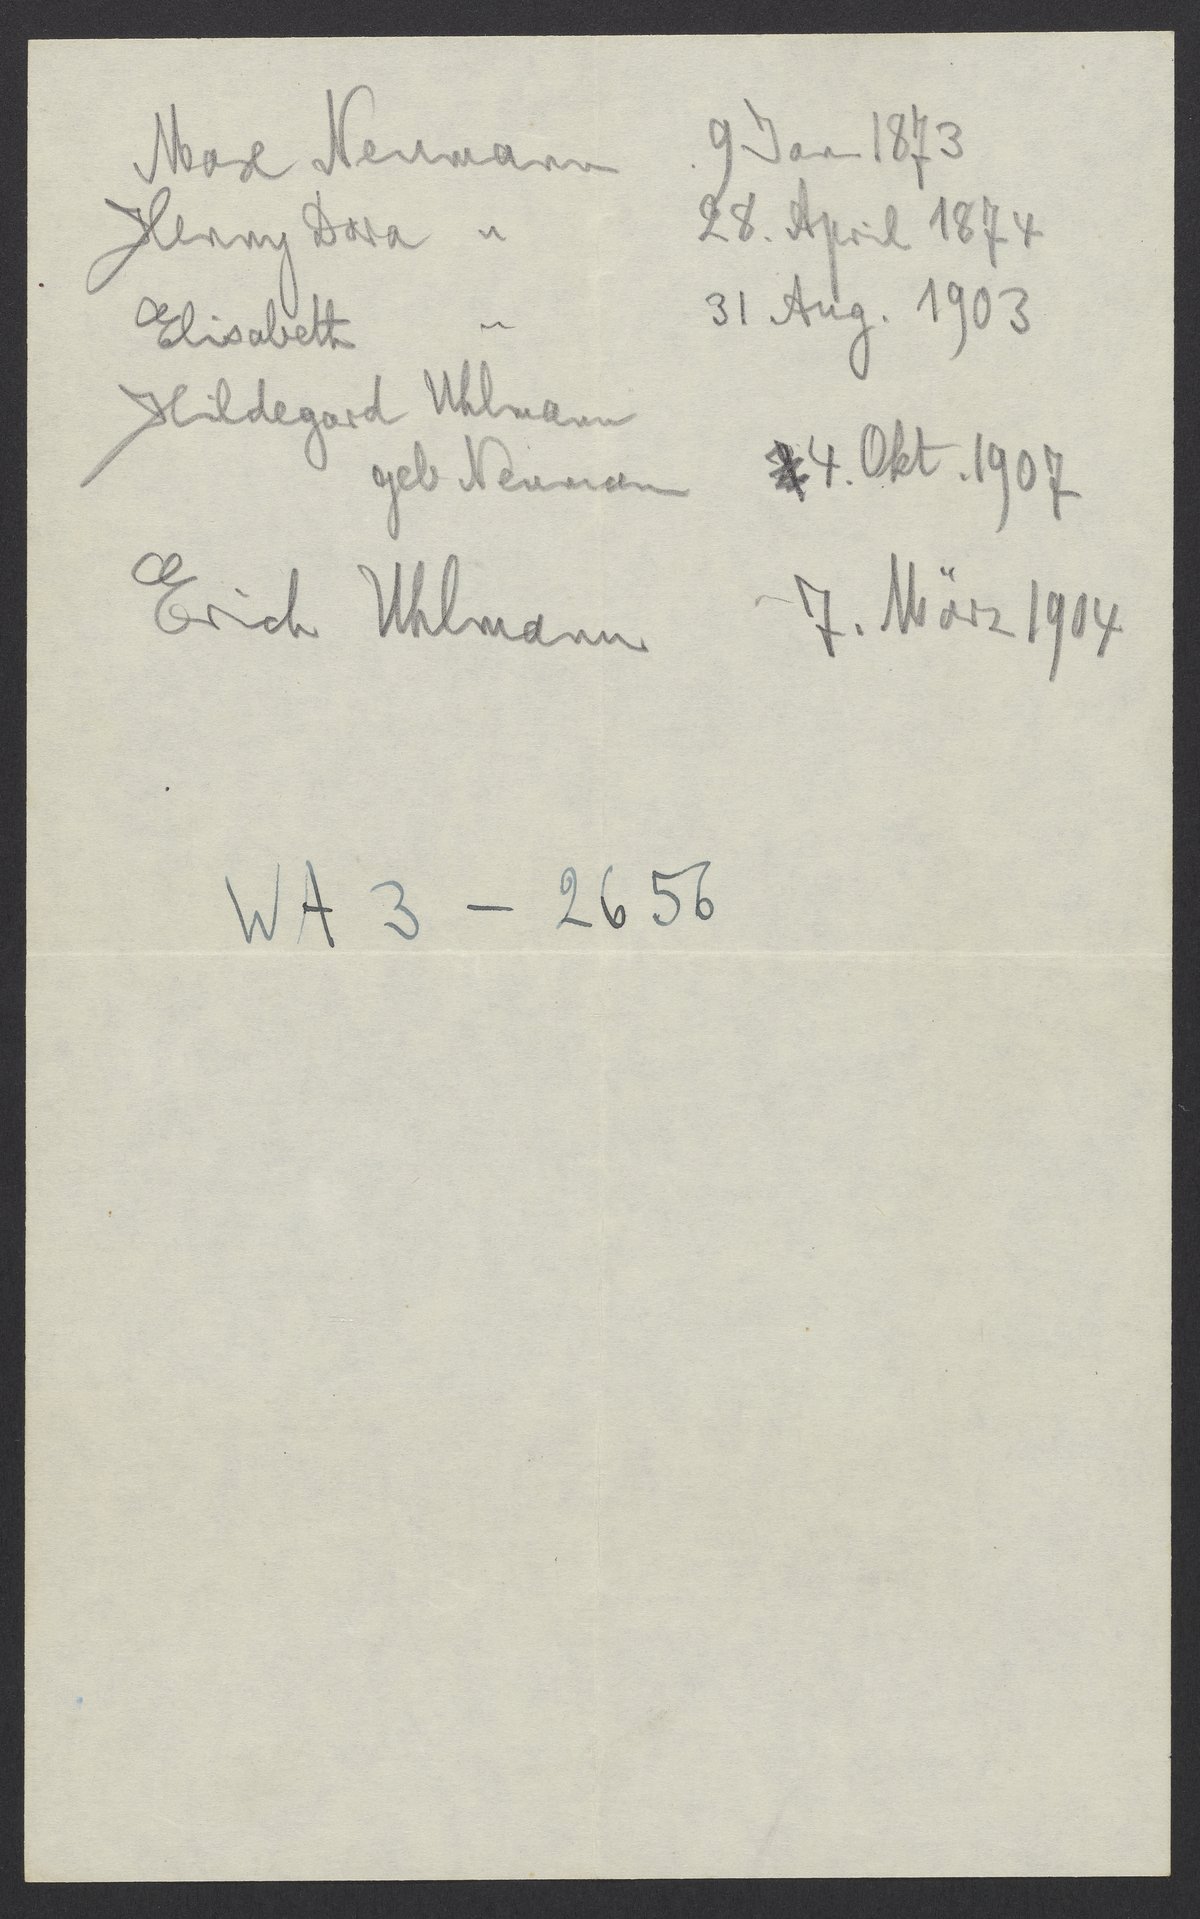 Max Neumann 9 Jan 1873
Henny Dora " 28. April 1874
Elisabeth " 31 Aug. 1903
Hildegard Uhlmann
geb Neumann 4. Okt. 1907
Erich Uhlmann 7. März 1904
WA 3 - 2656